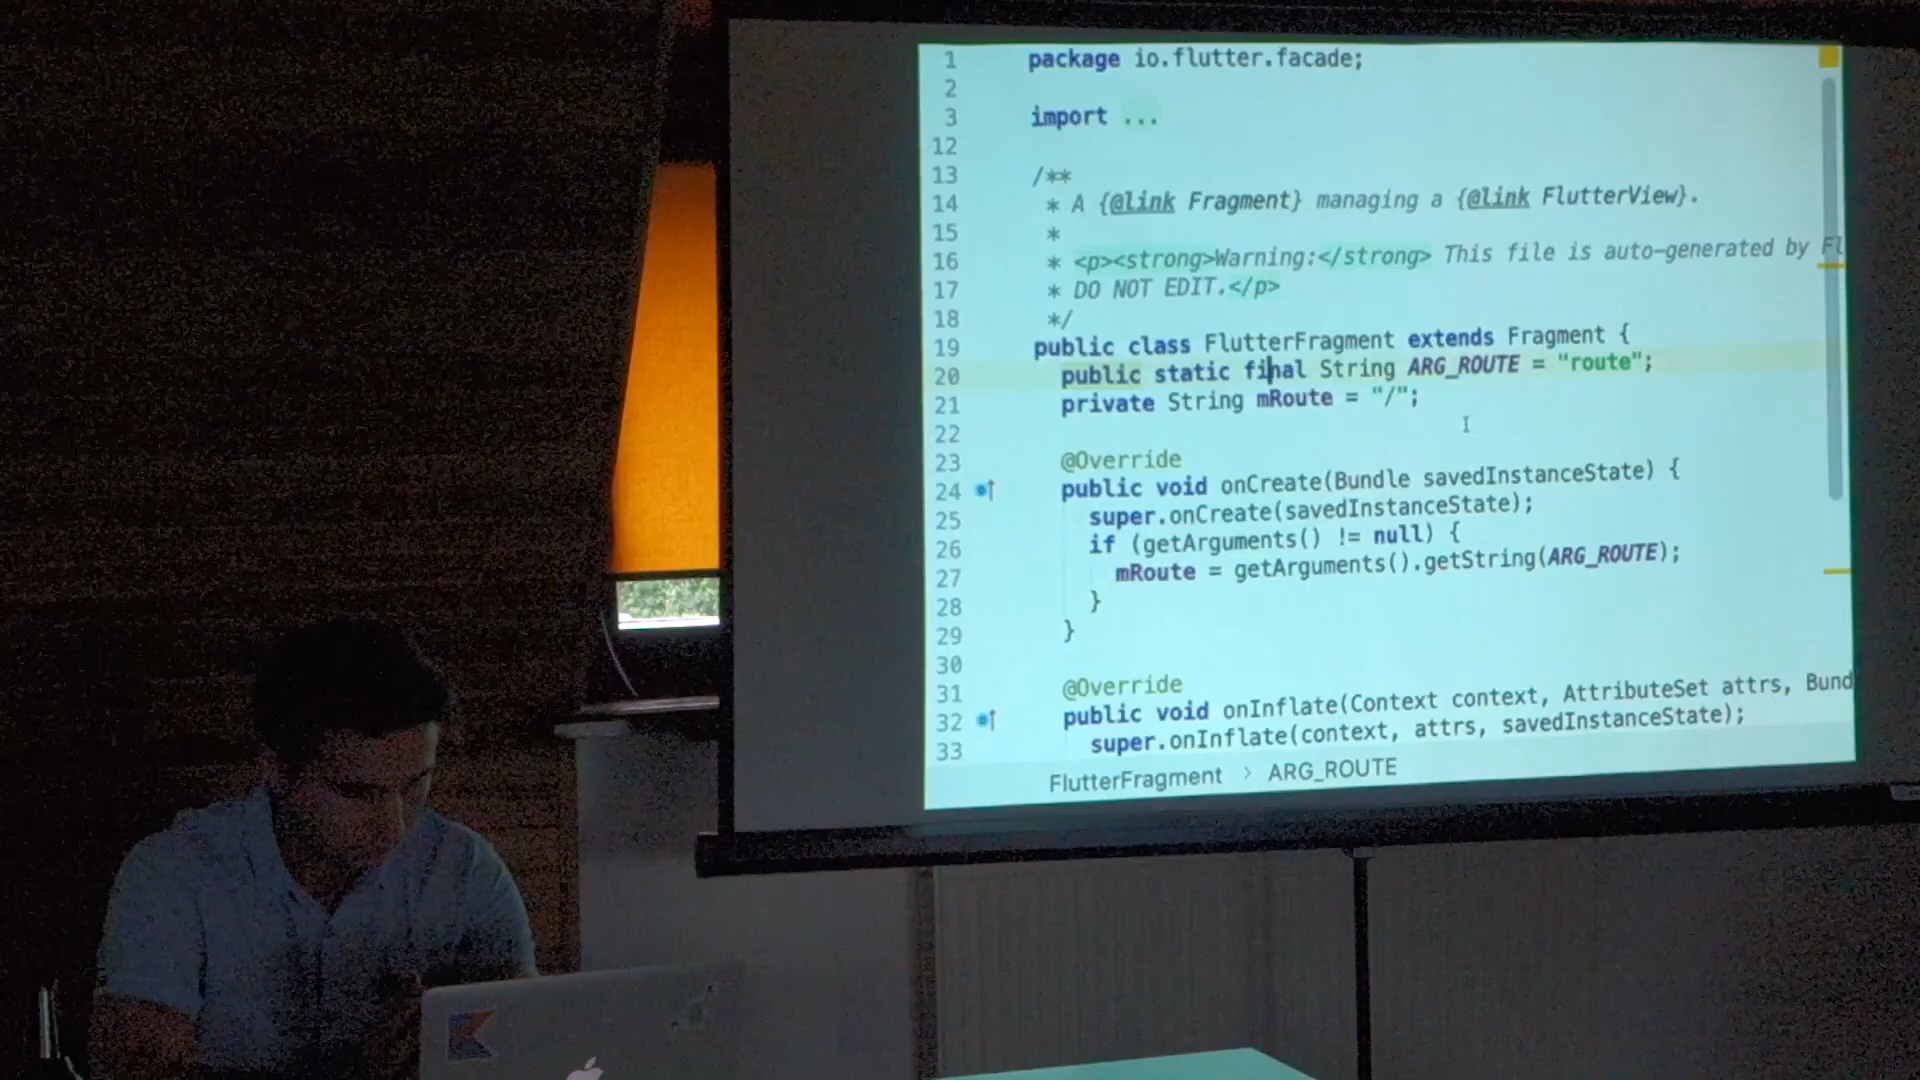 1 package io.flutter.facade;
2
3 import ...
12
13 /**
14 * A {@link Fragment} managing a {@link FlutterView}.
15 *
16 * <p><strong>Warning:</strong> This file is auto-generated by Fl
17 * DO NOT EDIT.</p>
18 */
19 public class FlutterFragment extends Fragment {
20 public static final String ARG_ROUTE = "route";
21 private String mRoute = "/";
22
23 @Override
24 public void onCreate(Bundle savedInstanceState) {
25 super.onCreate(savedInstanceState);
26 if (getArguments() != null) {
27 mRoute = getArguments().getString(ARG_ROUTE);
28 }
29 }
30
31 @Override
32 public void onInflate(Context context, AttributeSet attrs, Bund
33 super.onInflate(context, attrs, savedInstanceState);
FlutterFragment > ARG_ROUTE